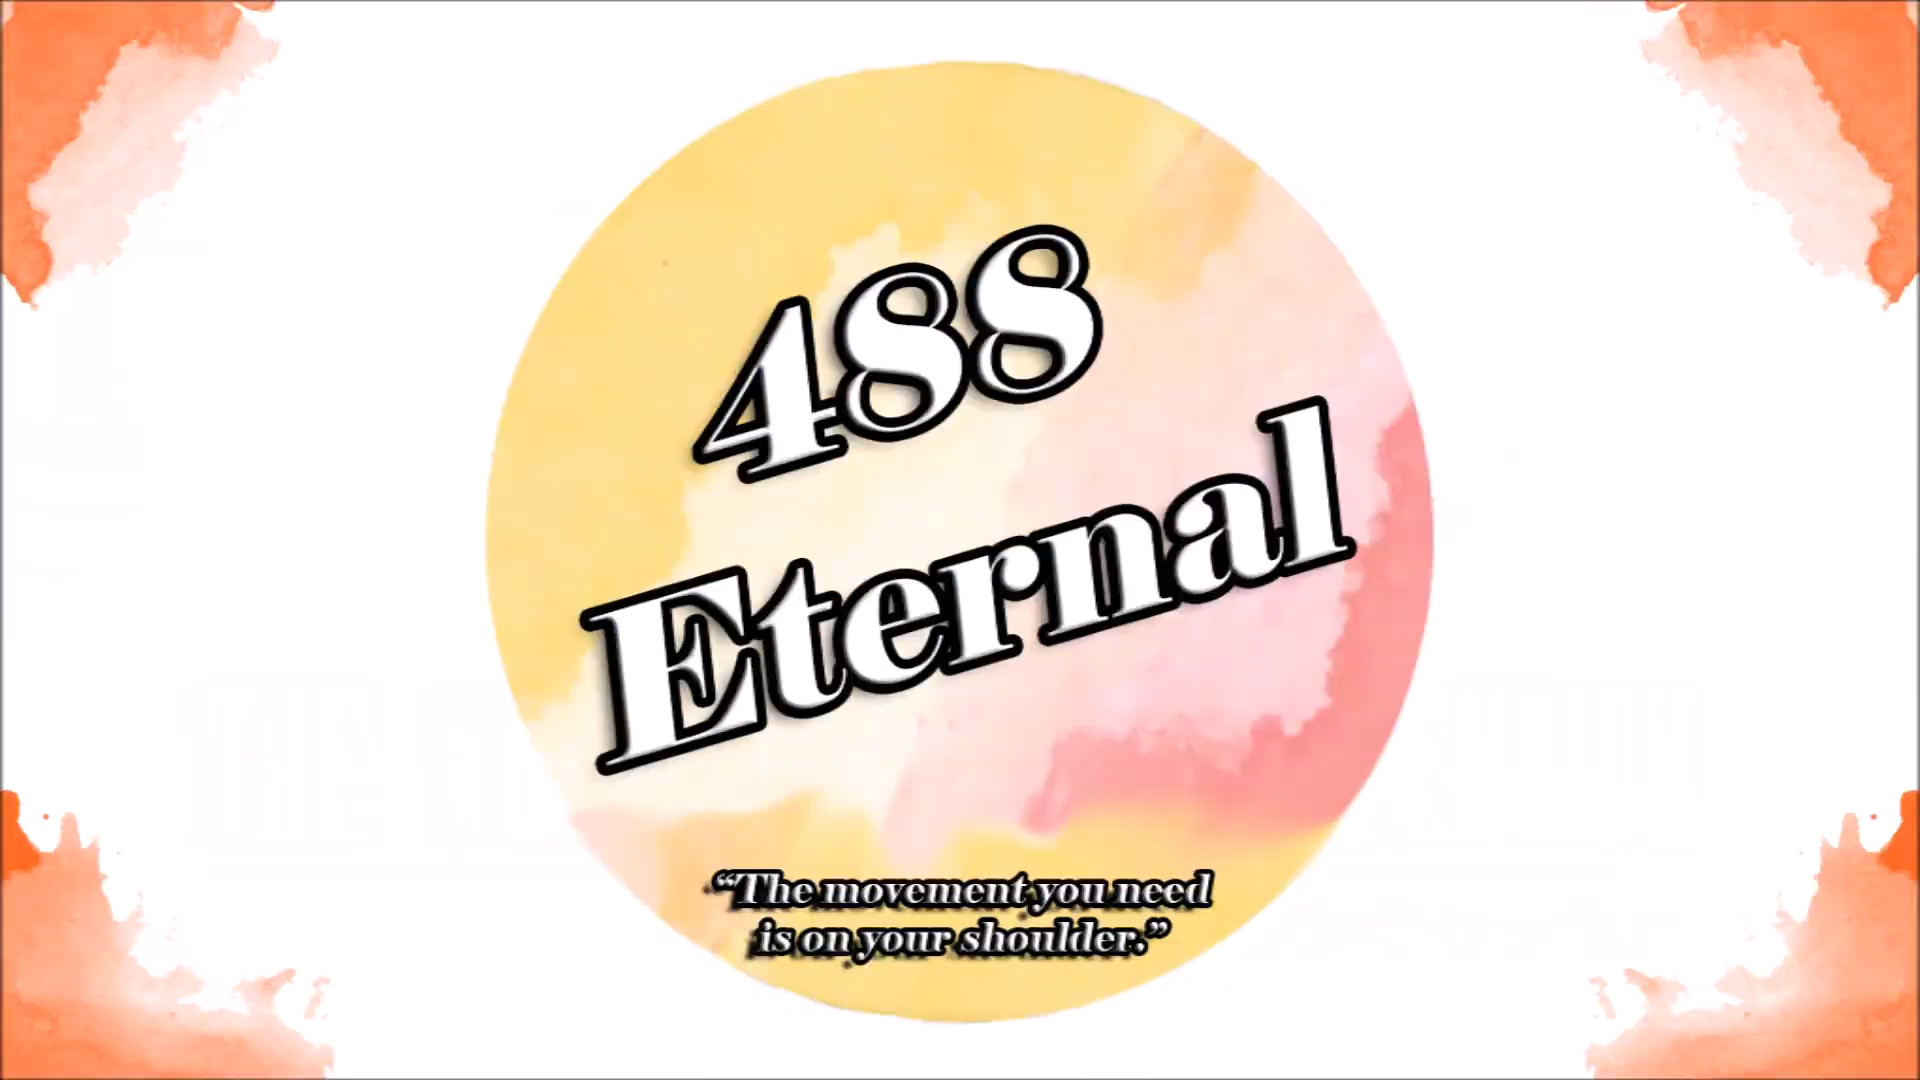 488
Eternal
“The movement you need
is on your shoulder.”